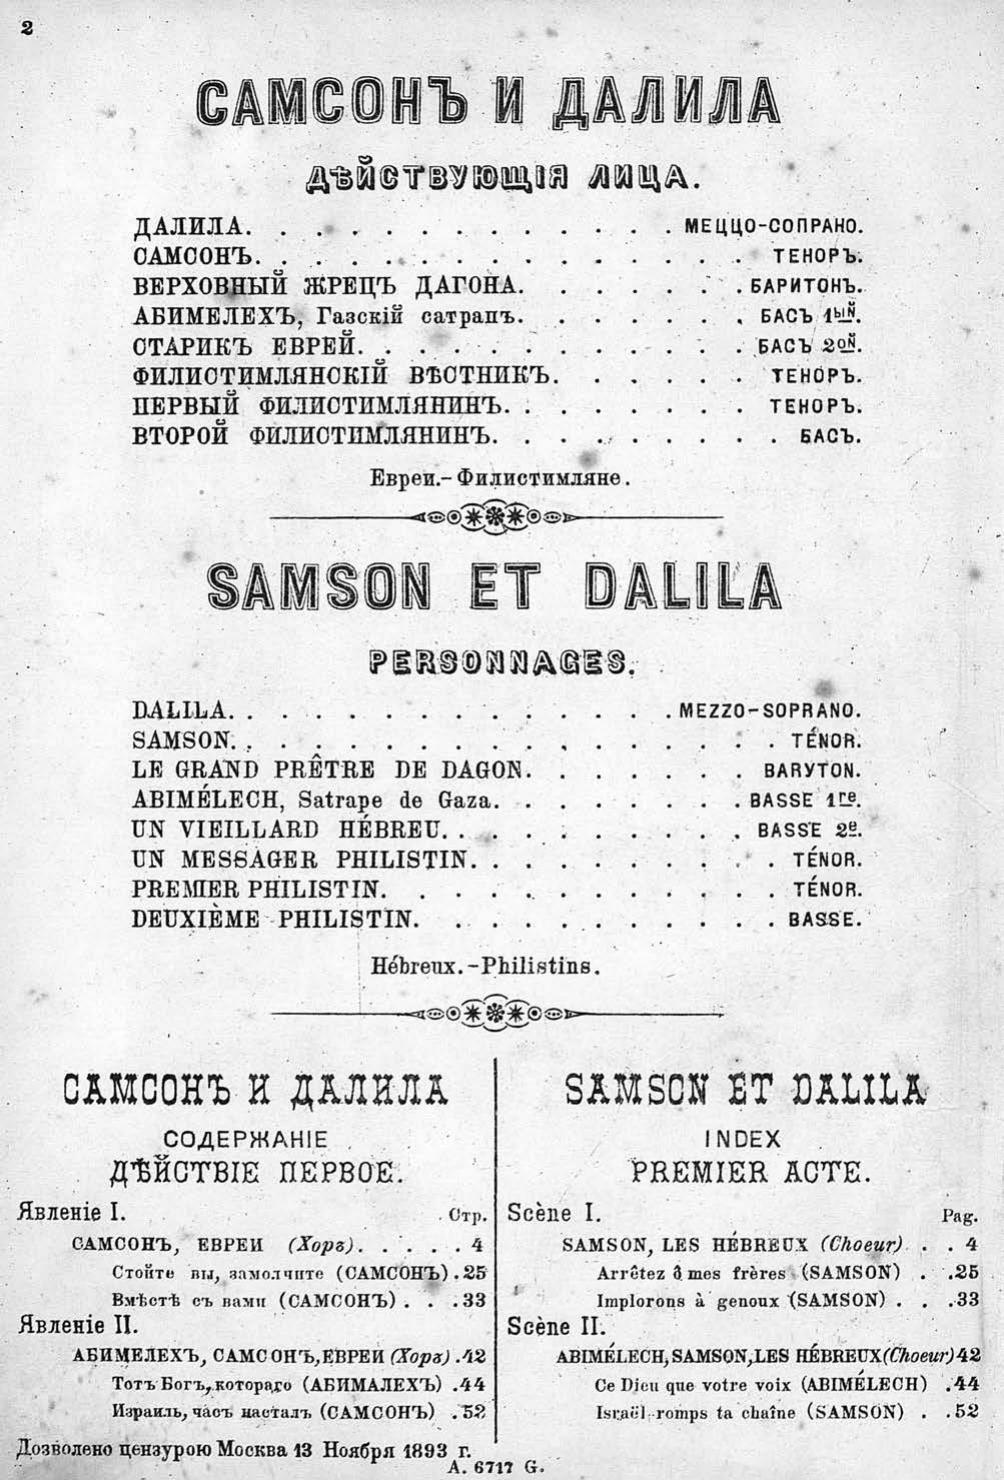 2
САМСОНЪ И ДАЛИЛА
ДѢЙСТВУЮЩІЯ ЛИЦА.
ДАЛИЛА. . . . . . . . . . . . . . МЕЦЦО-СОПРАНО.
САМСОНЪ. . . . . . . . . . . . . . ТЕНОРЪ.
ВЕРХОВНЫЙ ЖРЕЦЪ ДАГОНА. . . . . . . БАРИТОНЪ.
АБИМЕЛЕХЪ, Газскій сатрапъ. . . . . . . БАСЪ 1ЫЙ.
СТАРИКЪ ЕВРЕЙ. . . . . . . . . . . БАСЪ 2ОЙ.
ФИЛИСТИМЛЯНСКІЙ ВѢСТНИКЪ. . . . . . ТЕНОРЪ.
ПЕРВЫЙ ФИЛИСТИМЛЯНИНЪ. . . . . . . ТЕНОРЪ.
ВТОРОЙ ФИЛИСТИМЛЯНИНЪ. . . . . . . . БАСЪ.
Евреи.-Филистимляне.
SAMSON ET DALILA
PERSONNAGES.
DALILA. . . . . . . . . . . . . . MEZZO-SOPRANO.
SAMSON. . . . . . . . . . . . . . TÉNOR.
LE GRAND PRÊTRE DE DAGON. . . . . . . BARYTON.
ABIMÉLECH, Satrape de Gaza. . . . . . . BASSE 1re.
UN VIEILLARD HÉBREU. . . . . . . . . BASSE 2e.
UN MESSAGER PHILISTIN. . . . . . . . TÉNOR.
PREMIER PHILISTIN. . . . . . . . . . TÉNOR.
DEUXIÈME PHILISTIN. . . . . . . . . . BASSE.
Hébreux.-Philistins.
САМСОНЪ И ДАЛИЛА
СОДЕРЖАНІЕ
ДѢЙСТВІЕ ПЕРВОЕ.
Явленіе I. Стр.
САМСОНЪ, ЕВРЕИ (Хоръ). . . . . 4
Стойте вы, замолчите (САМСОНЪ). 25
Вмѣстѣ съ вами (САМСОНЪ) . . . 33
Явленіе II.
АБИМЕЛЕХЪ, САМСОНЪ, ЕВРЕИ (Хоръ) . 42
Тотъ Богъ, котораго (АБИМАЛЕХЪ) . 44
Израиль, часъ насталъ (САМСОНЪ) . 52
SAMSON ET DALILA
INDEX
PREMIER ACTE.
Scène I. Pag.
SAMSON, LES HÉBREUX (Choeur) . . 4
Arrêtez ô mes frères (SAMSON) . . 25
Implorons à genoux (SAMSON) . . . 33
Scène II.
ABIMÉLECH, SAMSON, LES HÉBREUX (Choeur) 42
Ce Dieu que votre voix (ABIMÉLECH) . 44
Israël romps ta chaîne (SAMSON) . . 52
Дозволено цензурою Москва 13 Ноября 1893 г.
A. 6717 G.